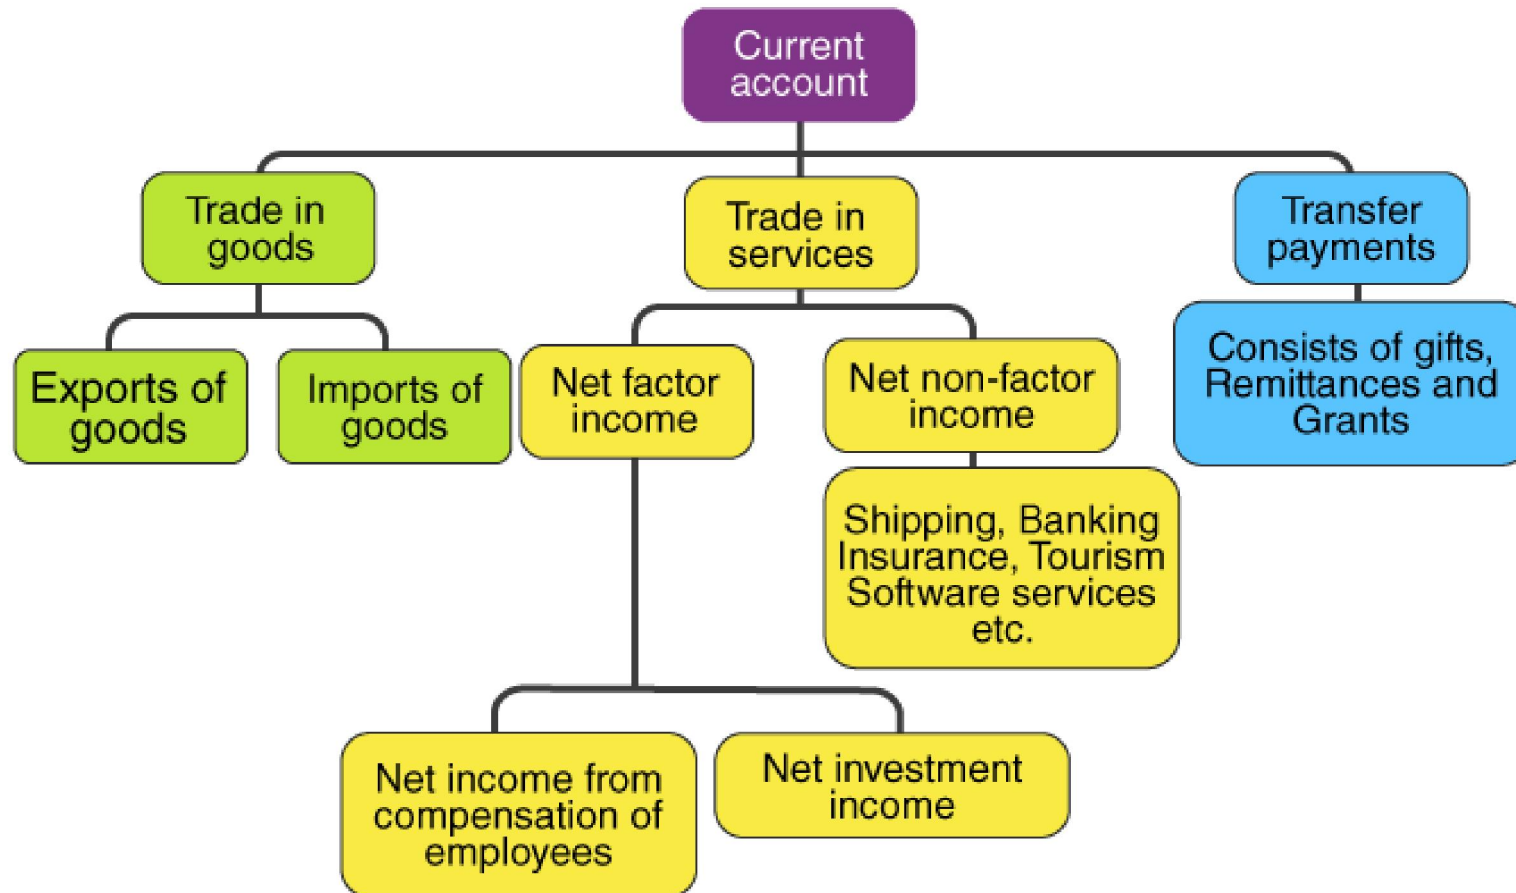 Current
account
Trade in
goods
Trade in
services
Transfer
payments
Exports of
goods
Imports of
goods
Net factor
income
Net non-factor
income
Consists of gifts,
Remittances and
Grants
Shipping, Banking
Insurance, Tourism
Software services
etc.
Net income from
compensation of
employees
Net investment
income